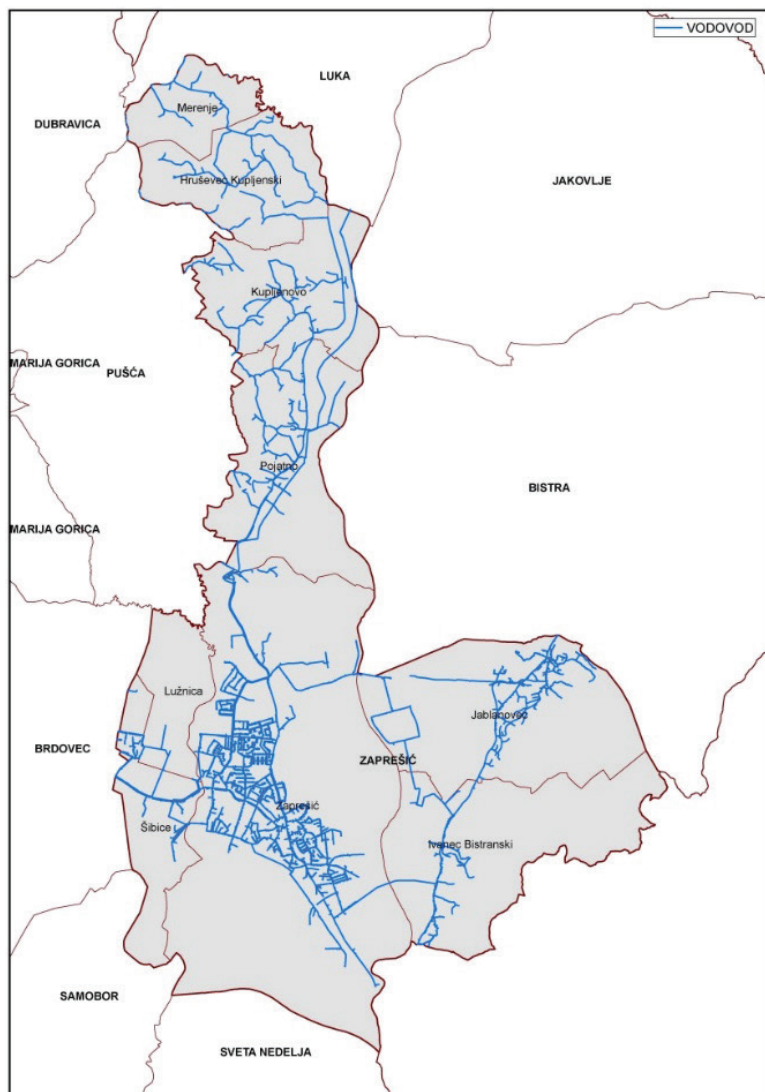 VODOVOD
LUKA
Merenje
DUBRAVICA
Hruševec Kupljenski
JAKOVLJE
Kupljenovo
MARIJA GORICA
PUŠĆA
Pojatno
BISTRA
MARIJA GORICA
Lužnica
Jablanovec
BRDOVEC
ZAPREŠIĆ
Zaprešić
Šibice
Ivanec Bistranski
SAMOBOR
SVETA NEDELJA